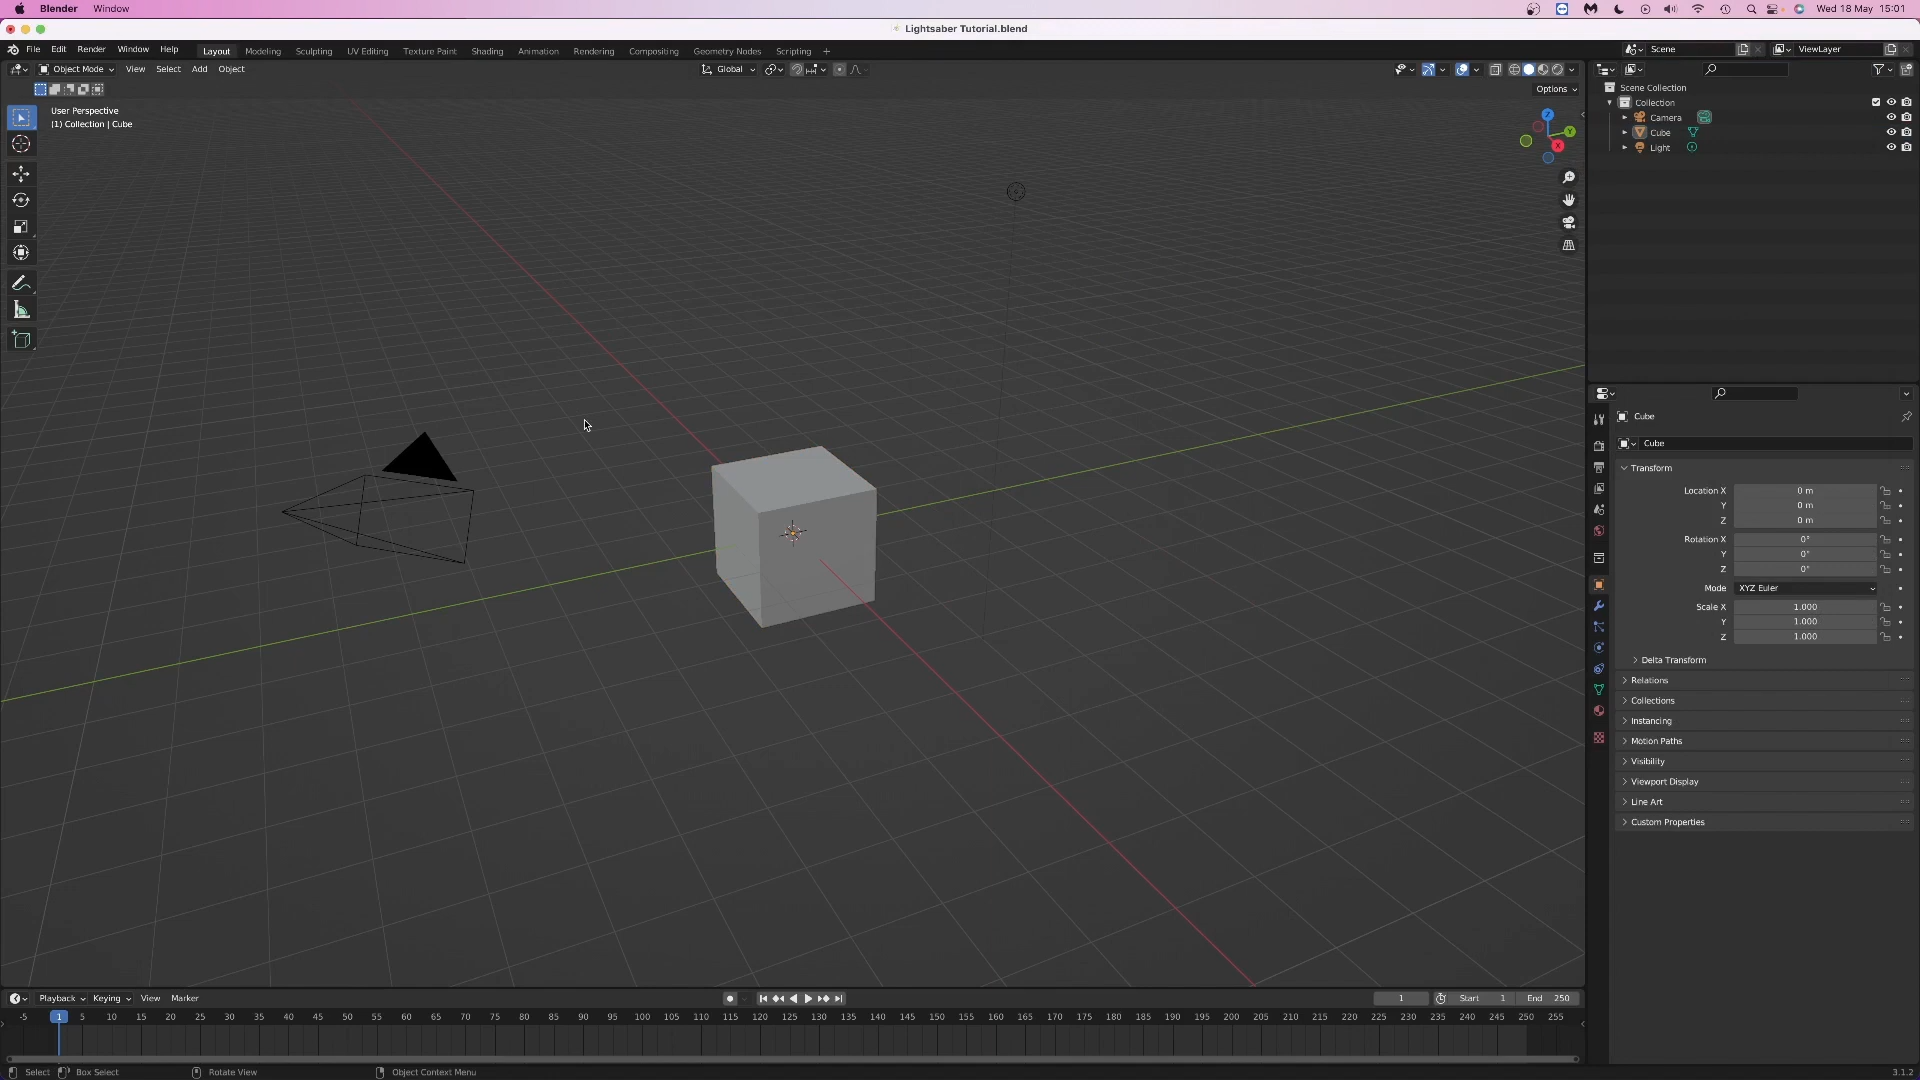 Blender Window Wed 18 May 15:01
Lightsaber Tutorial.blend
File Edit Render Window Help Layout Modeling Sculpting UV Editing Texture Paint Shading Animation Rendering Compositing Geometry Nodes Scripting + Scene ViewLayer
Object Mode View Select Add Object Global
Options
User Perspective
(1) Collection | Cube
Z
Y
X
Scene Collection
Collection
Camera
Cube
Light
Cube
Cube
Transform
Location X 0 m
Y 0 m
Z 0 m
Rotation X 0°
Y 0°
Z 0°
Mode XYZ Euler
Scale X 1.000
Y 1.000
Z 1.000
Delta Transform
Relations
Collections
Instancing
Motion Paths
Visibility
Viewport Display
Line Art
Custom Properties
Playback Keying View Marker 1 Start 1 End 250
-5 1 5 10 15 20 25 30 35 40 45 50 55 60 65 70 75 80 85 90 95 100 105 110 115 120 125 130 135 140 145 150 155 160 165 170 175 180 185 190 195 200 205 210 215 220 225 230 235 240 245 250 255
Select Box Select Rotate View Object Context Menu 3.1.2